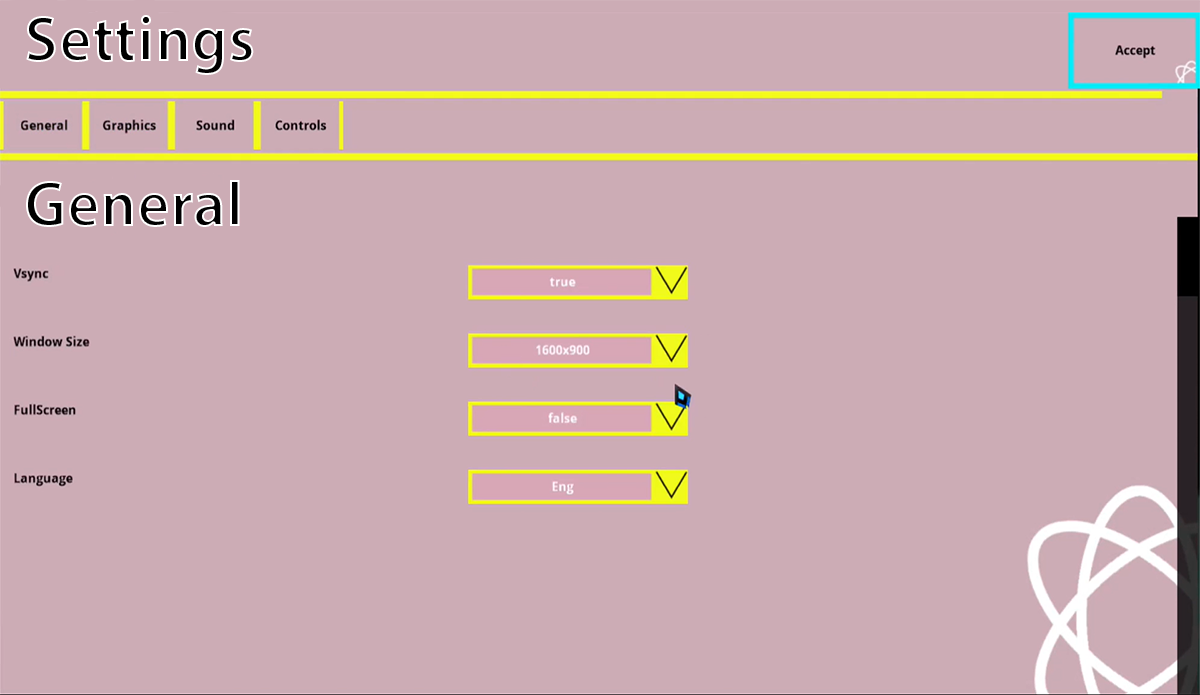 Settings
Accept
General
Graphics
Sound
Controls
General
Vsync
true
Window Size
1600x900
FullScreen
false
Language
Eng